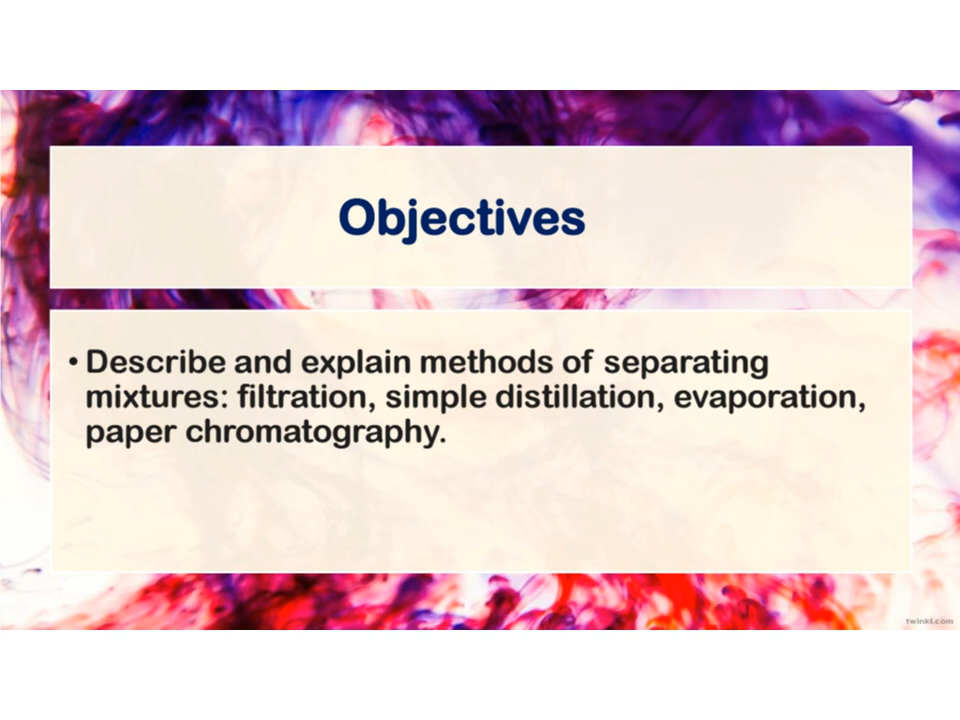 Objectives
• Describe and explain methods of separating
mixtures: filtration, simple distillation, evaporation,
paper chromatography.
twinkl.com